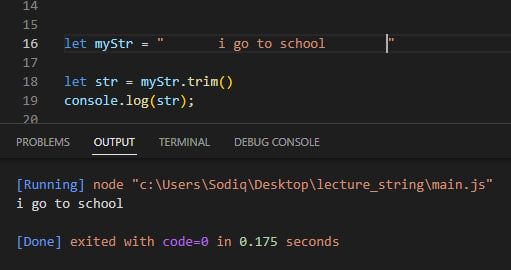 14
15
16 let myStr = "       i go to school        "
17
18 let str = myStr.trim()
19 console.log(str);
20
PROBLEMS OUTPUT TERMINAL DEBUG CONSOLE
[Running] node "c:\Users\Sodiq\Desktop\lecture_string\main.js"
i go to school
[Done] exited with code=0 in 0.175 seconds